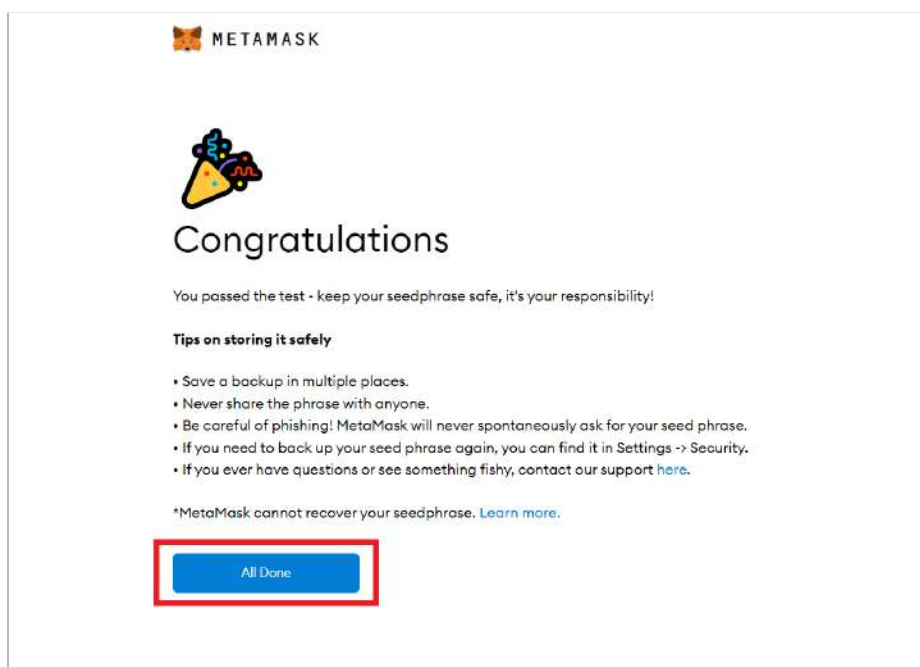 METAMASK
Congratulations
You passed the test - keep your seedphrase safe, it's your responsibility!
Tips on storing it safely
• Save a backup in multiple places.
• Never share the phrase with anyone.
• Be careful of phishing! MetaMask will never spontaneously ask for your seed phrase.
• If you need to back up your seed phrase again, you can find it in Settings -> Security.
• If you ever have questions or see something fishy, contact our support here.
*MetaMask cannot recover your seedphrase. Learn more.
All Done